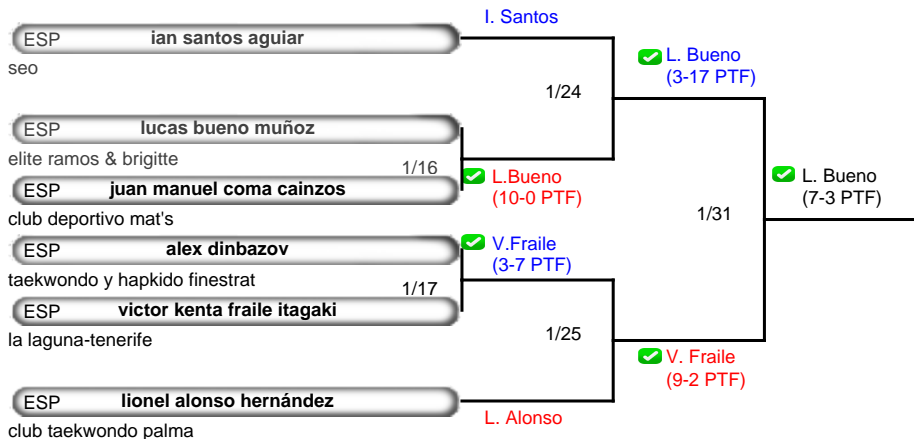 I. Santos
ESP ian santos aguiar
seo
L. Bueno
(3-17 PTF)
1/24
ESP lucas bueno muñoz
elite ramos & brigitte
1/16
L.Bueno
(10-0 PTF)
ESP juan manuel coma cainzos
club deportivo mat's
L. Bueno
(7-3 PTF)
1/31
ESP alex dinbazov
taekwondo y hapkido finestrat
V.Fraile
(3-7 PTF)
1/17
ESP victor kenta fraile itagaki
la laguna-tenerife
1/25
V. Fraile
(9-2 PTF)
ESP lionel alonso hernández
club taekwondo palma
L. Alonso